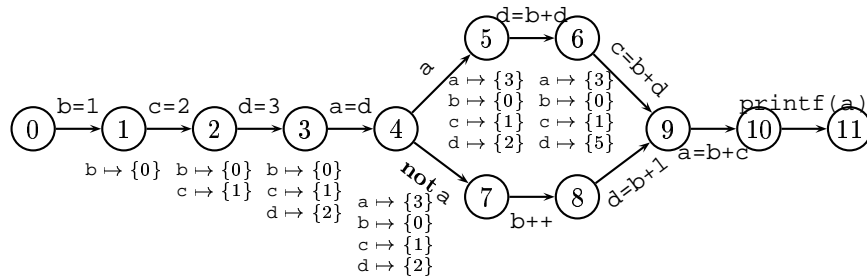 d=b+d
5
6
a
c=b+d
a ↦ {3}
b ↦ {0}
c ↦ {1}
d ↦ {2}
a ↦ {3}
b ↦ {0}
c ↦ {1}
d ↦ {5}
b=1
c=2
d=3
a=d
printf(a)
0
1
2
3
4
9
10
11
a=b+c
b ↦ {0}
b ↦ {0}
c ↦ {1}
b ↦ {0}
c ↦ {1}
d ↦ {2}
not a
a ↦ {3}
b ↦ {0}
c ↦ {1}
d ↦ {2}
7
8
b++
d=b+1